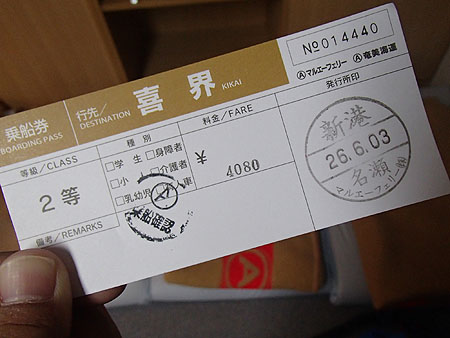 乗船券
BOARDING PASS
行先/
DESTINATION
喜界
KIKAI
№014440
Ⓐマルエーフェリー Ⓐ奄美海運
発行所印
等級/CLASS
種別
料金/FARE
2等
□学生 □身障者
□小 □介護者
□乳幼児 車
¥ 4080
乗船確認
備考/REMARKS
新港
26.6.03
名瀬
マルエーフェリー㈱
A